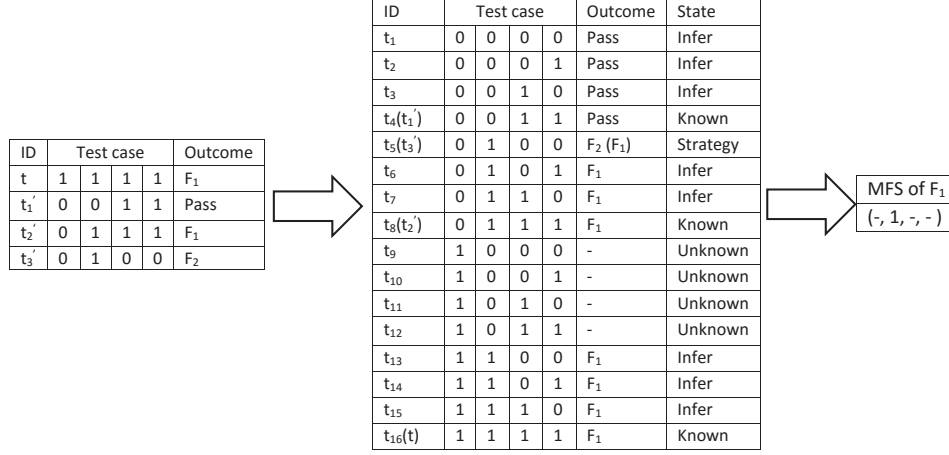 ID Test case Outcome
t 1 1 1 1 F₁
t₁′ 0 0 1 1 Pass
t₂′ 0 1 1 1 F₁
t₃′ 0 1 0 0 F₂
ID Test case Outcome State
t₁ 0 0 0 0 Pass Infer
t₂ 0 0 0 1 Pass Infer
t₃ 0 0 1 0 Pass Infer
t₄(t₁′) 0 0 1 1 Pass Known
t₅(t₃′) 0 1 0 0 F₂ (F₁) Strategy
t₆ 0 1 0 1 F₁ Infer
t₇ 0 1 1 0 F₁ Infer
t₈(t₂′) 0 1 1 1 F₁ Known
t₉ 1 0 0 0 - Unknown
t₁₀ 1 0 0 1 - Unknown
t₁₁ 1 0 1 0 - Unknown
t₁₂ 1 0 1 1 - Unknown
t₁₃ 1 1 0 0 F₁ Infer
t₁₄ 1 1 0 1 F₁ Infer
t₁₅ 1 1 1 0 F₁ Infer
t₁₆(t) 1 1 1 1 F₁ Known
MFS of F₁
(-, 1, -, - )